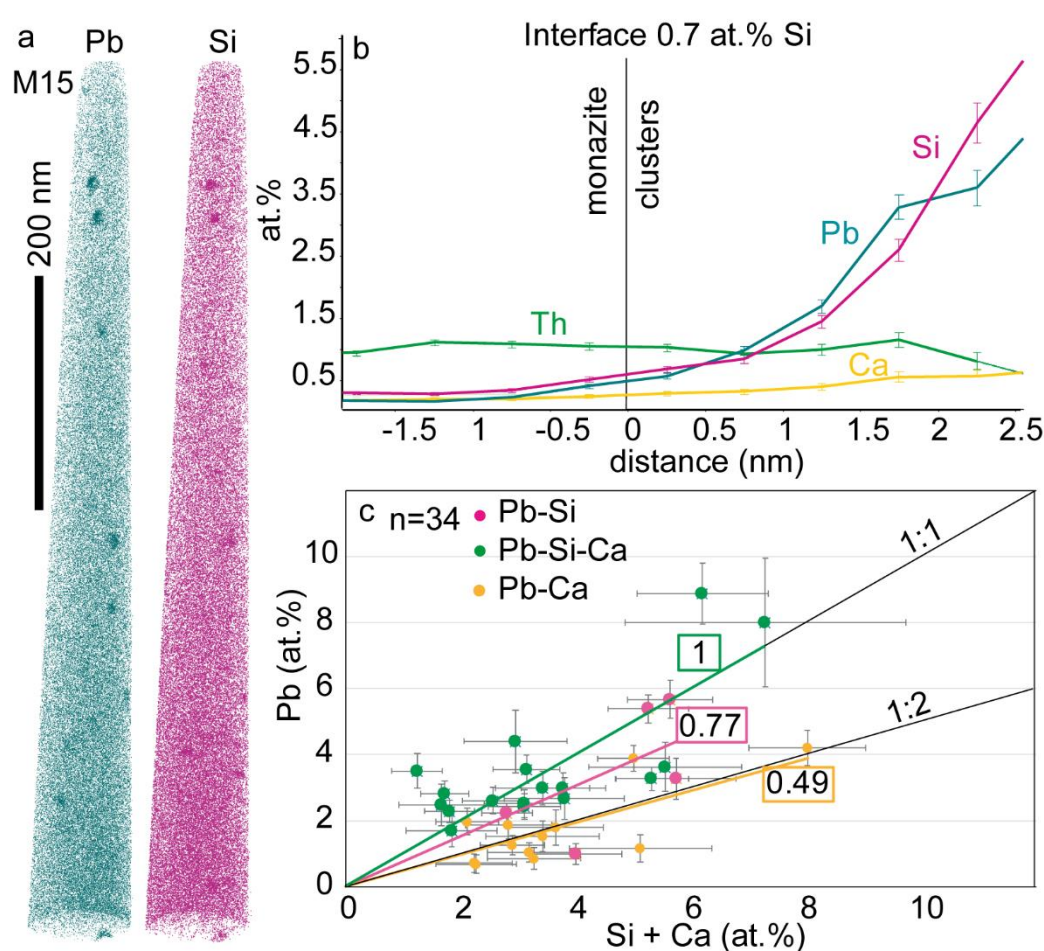 a
Pb
Si
M15
200 nm
b
Interface 0.7 at.% Si
5.5
4.5
3.5
2.5
1.5
0.5
at.%
monazite
clusters
Si
Pb
Th
Ca
-1.5 1 -0.5 0 0.5 1 1.5 2 2.5
distance (nm)
c n=34
Pb-Si
Pb-Si-Ca
Pb-Ca
1:1
1:2
1
0.77
0.49
10
8
6
4
2
0
Pb (at.%)
0 2 4 6 8 10
Si + Ca (at.%)